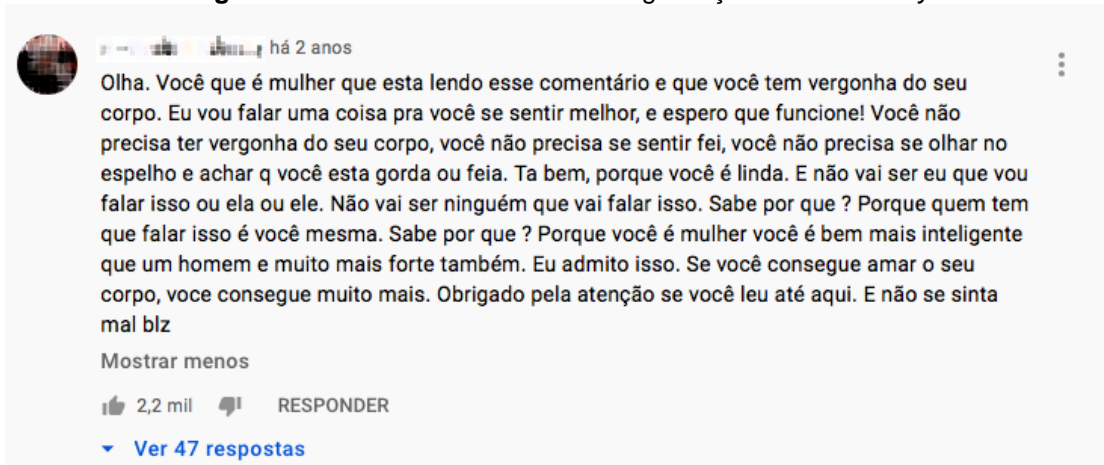 há 2 anos
Olha. Você que é mulher que esta lendo esse comentário e que você tem vergonha do seu
corpo. Eu vou falar uma coisa pra você se sentir melhor, e espero que funcione! Você não
precisa ter vergonha do seu corpo, você não precisa se sentir fei, você não precisa se olhar no
espelho e achar q você esta gorda ou feia. Ta bem, porque você é linda. E não vai ser eu que vou
falar isso ou ela ou ele. Não vai ser ninguém que vai falar isso. Sabe por que ? Porque quem tem
que falar isso é você mesma. Sabe por que ? Porque você é mulher você é bem mais inteligente
que um homem e muito mais forte também. Eu admito isso. Se você consegue amar o seu
corpo, voce consegue muito mais. Obrigado pela atenção se você leu até aqui. E não se sinta
mal blz
Mostrar menos
2,2 mil RESPONDER
Ver 47 respostas